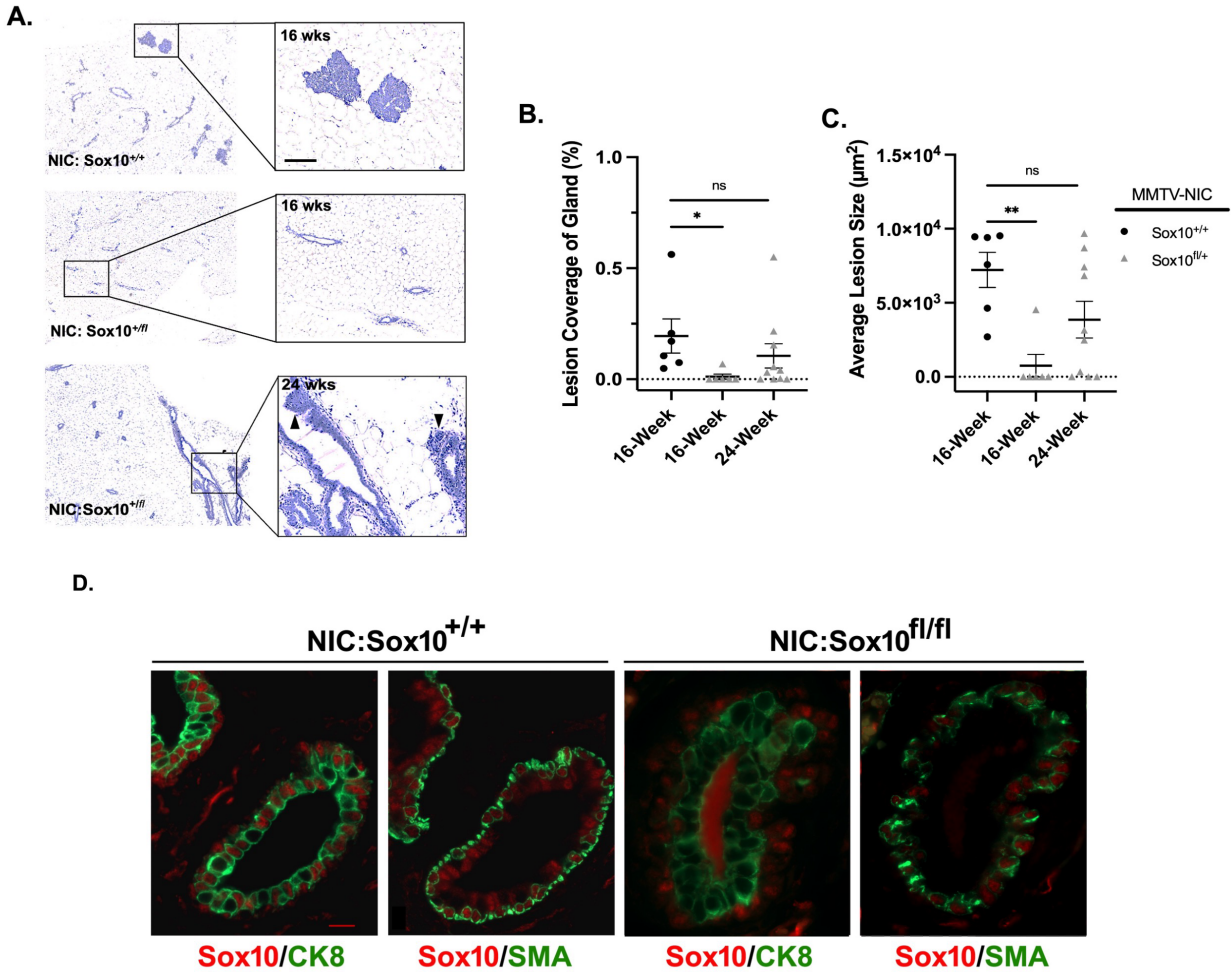 A.
16 wks
NIC: Sox10+/+
16 wks
NIC: Sox10+/fl
24 wks
NIC:Sox10+/fl
B.
Lesion Coverage of Gland (%)
1.0
0.5
0.0
ns
*
16-Week
16-Week
24-Week
C.
Average Lesion Size (µm²)
1.5×10⁴
1.0×10⁴
5.0×10³
0.0
ns
**
16-Week
16-Week
24-Week
MMTV-NIC
Sox10+/+
Sox10fl/+
D.
NIC:Sox10+/+
NIC:Sox10fl/fl
Sox10/CK8
Sox10/SMA
Sox10/CK8
Sox10/SMA